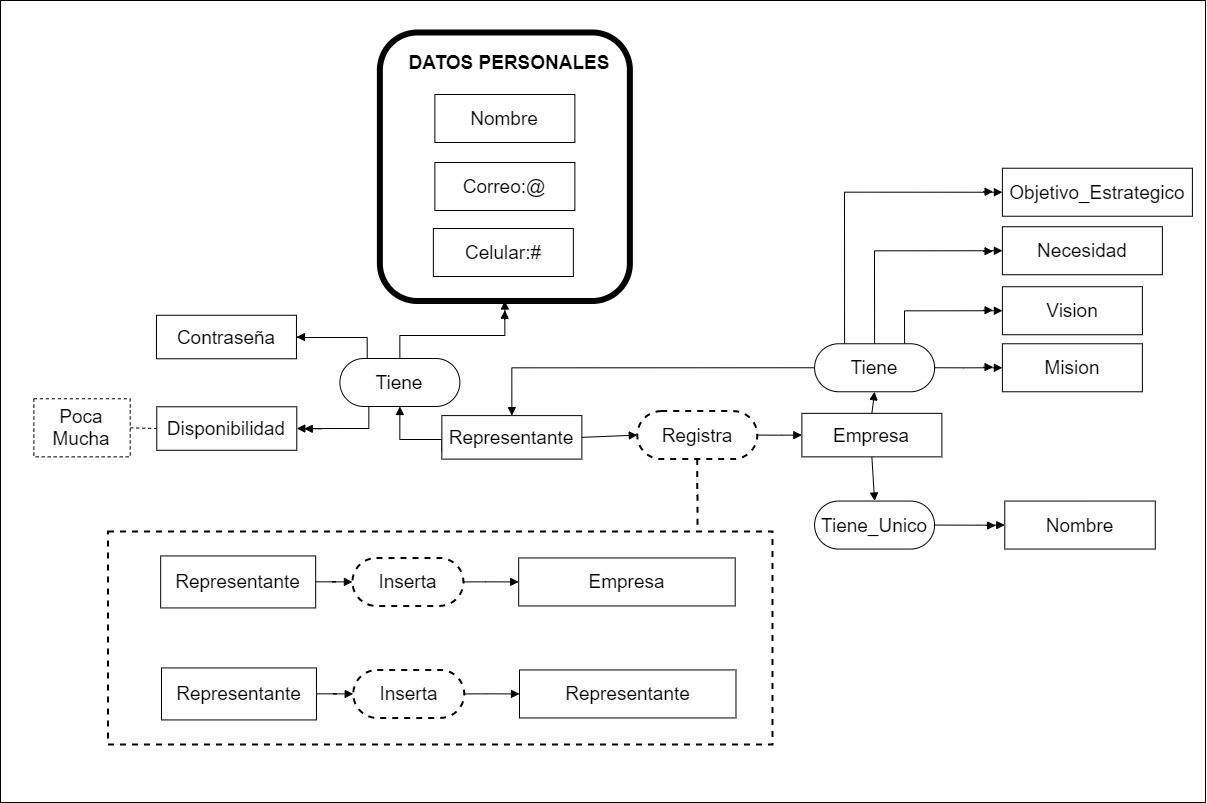 DATOS PERSONALES
Nombre
Correo:@
Celular:#
Objetivo_Estrategico
Necesidad
Vision
Mision
Contraseña
Tiene
Tiene
Poca
Mucha
Disponibilidad
Representante
Registra
Empresa
Tiene_Unico
Nombre
Representante
Inserta
Empresa
Representante
Inserta
Representante